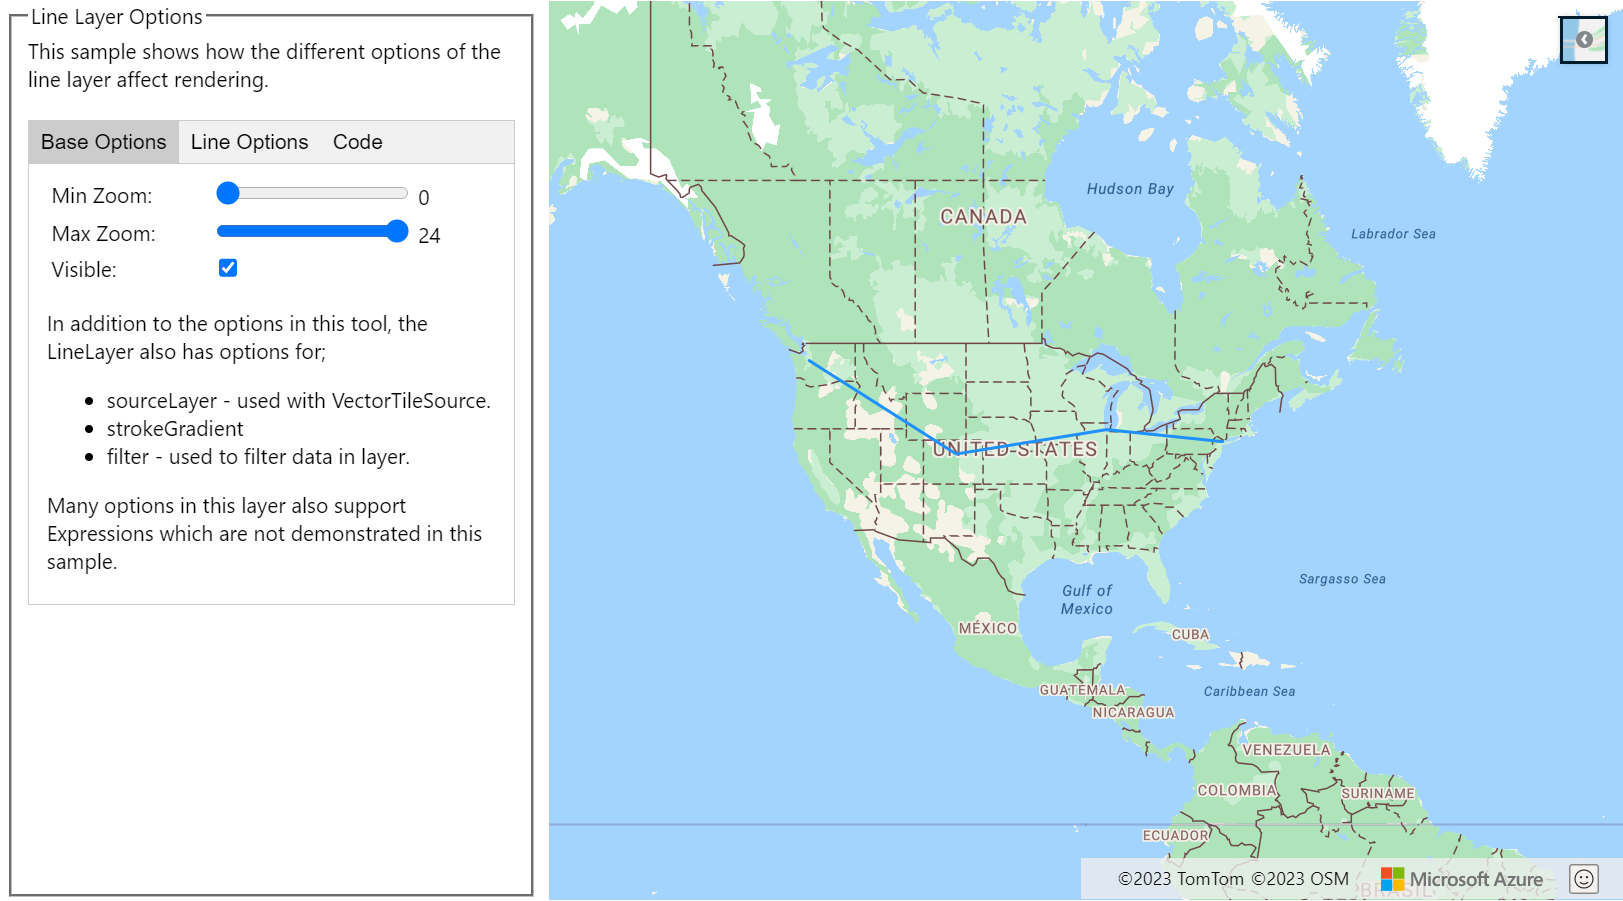 Line Layer Options
This sample shows how the different options of the
line layer affect rendering.
Base Options
Line Options
Code
Min Zoom:
0
Max Zoom:
24
Visible:
In addition to the options in this tool, the
LineLayer also has options for;
sourceLayer - used with VectorTileSource.
strokeGradient
filter - used to filter data in layer.
Many options in this layer also support
Expressions which are not demonstrated in this
sample.
Hudson Bay
CANADA
Labrador Sea
UNITED STATES
Sargasso Sea
Gulf of
Mexico
MÉXICO
CUBA
GUATEMALA
Caribbean Sea
NICARAGUA
VENEZUELA
COLOMBIA
SURINAME
ECUADOR
©2023 TomTom ©2023 OSM
Microsoft Azure
BRASIL